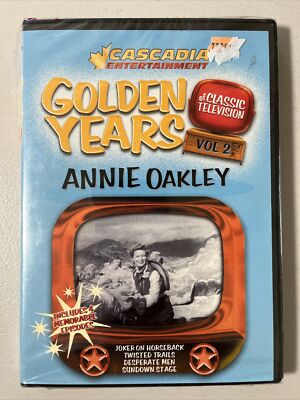 CASCADIA
ENTERTAINMENT
GOLDEN
YEARS
of CLASSIC
TELEVISION
VOL 2
ANNIE OAKLEY
INCLUDES 4
MEMORABLE
EPISODES
JOKER ON HORSEBACK
TWISTED TRAILS
DESPERATE MEN
SUNDOWN STAGE